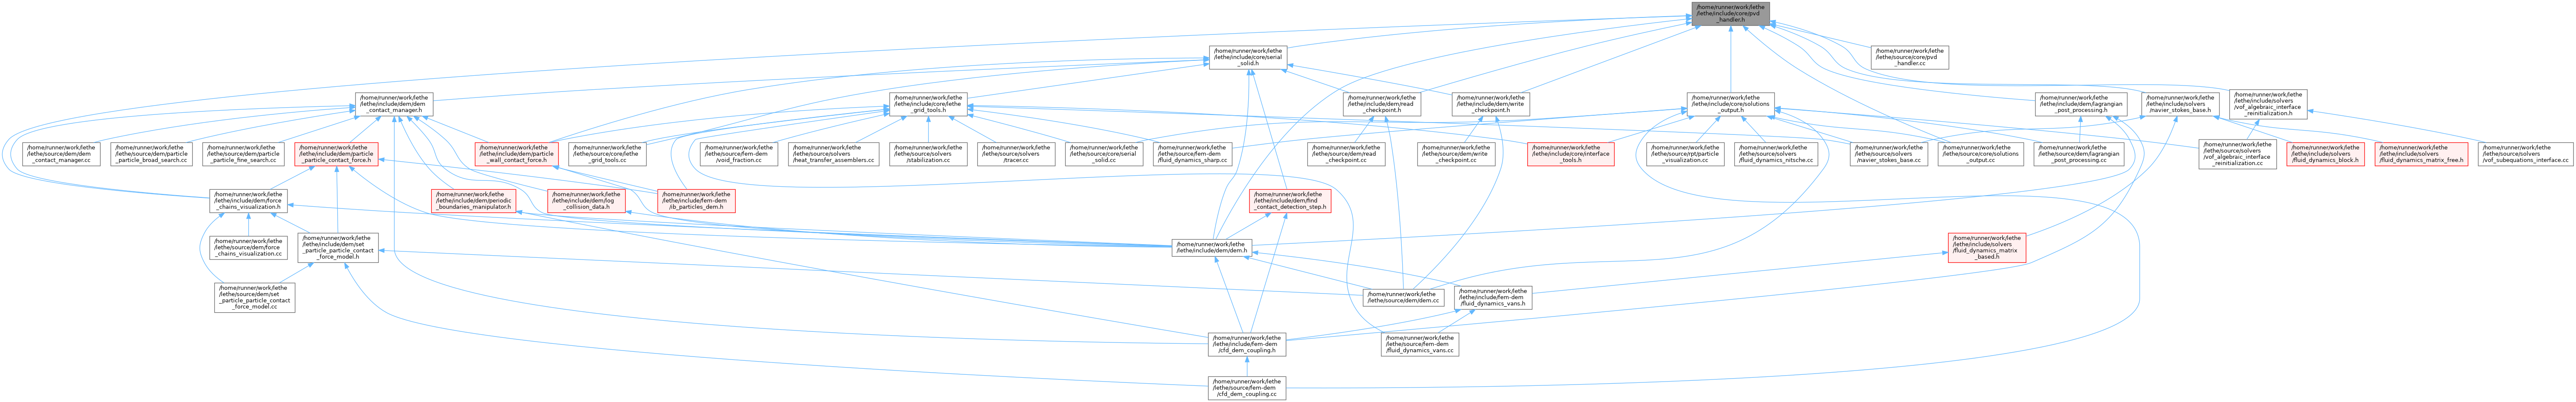 /home/runner/work/lethe
/lethe/include/core/pvd
_handler.h
/home/runner/work/lethe
/lethe/include/core/serial
_solid.h
/home/runner/work/lethe
/lethe/source/core/pvd
_handler.cc
/home/runner/work/lethe
/lethe/include/dem/dem
_contact_manager.h
/home/runner/work/lethe
/lethe/include/core/lethe
_grid_tools.h
/home/runner/work/lethe
/lethe/include/dem/read
_checkpoint.h
/home/runner/work/lethe
/lethe/include/dem/write
_checkpoint.h
/home/runner/work/lethe
/lethe/include/core/solutions
_output.h
/home/runner/work/lethe
/lethe/include/dem/lagrangian
_post_processing.h
/home/runner/work/lethe
/lethe/include/solvers
/navier_stokes_base.h
/home/runner/work/lethe
/lethe/include/solvers
/vof_algebraic_interface
_reinitialization.h
/home/runner/work/lethe
/lethe/source/dem/dem
_contact_manager.cc
/home/runner/work/lethe
/lethe/source/dem/particle
_particle_broad_search.cc
/home/runner/work/lethe
/lethe/source/dem/particle
_particle_fine_search.cc
/home/runner/work/lethe
/lethe/include/dem/particle
_particle_contact_force.h
/home/runner/work/lethe
/lethe/include/dem/particle
_wall_contact_force.h
/home/runner/work/lethe
/lethe/source/core/lethe
_grid_tools.cc
/home/runner/work/lethe
/lethe/source/fem-dem
/void_fraction.cc
/home/runner/work/lethe
/lethe/source/solvers
/heat_transfer_assemblers.cc
/home/runner/work/lethe
/lethe/source/solvers
/stabilization.cc
/home/runner/work/lethe
/lethe/source/solvers
/tracer.cc
/home/runner/work/lethe
/lethe/source/core/serial
_solid.cc
/home/runner/work/lethe
/lethe/source/fem-dem
/fluid_dynamics_sharp.cc
/home/runner/work/lethe
/lethe/source/dem/read
_checkpoint.cc
/home/runner/work/lethe
/lethe/source/dem/write
_checkpoint.cc
/home/runner/work/lethe
/lethe/include/core/interface
_tools.h
/home/runner/work/lethe
/lethe/source/rpt/particle
_visualization.cc
/home/runner/work/lethe
/lethe/source/solvers
/fluid_dynamics_nitsche.cc
/home/runner/work/lethe
/lethe/source/solvers
/navier_stokes_base.cc
/home/runner/work/lethe
/lethe/source/core/solutions
_output.cc
/home/runner/work/lethe
/lethe/source/dem/lagrangian
_post_processing.cc
/home/runner/work/lethe
/lethe/source/solvers
/vof_algebraic_interface
_reinitialization.cc
/home/runner/work/lethe
/lethe/include/solvers
/fluid_dynamics_block.h
/home/runner/work/lethe
/lethe/include/solvers
/fluid_dynamics_matrix_free.h
/home/runner/work/lethe
/lethe/source/solvers
/vof_subequations_interface.cc
/home/runner/work/lethe
/lethe/include/dem/force
_chains_visualization.h
/home/runner/work/lethe
/lethe/include/dem/periodic
_boundaries_manipulator.h
/home/runner/work/lethe
/lethe/include/dem/log
_collision_data.h
/home/runner/work/lethe
/lethe/include/fem-dem
/ib_particles_dem.h
/home/runner/work/lethe
/lethe/include/dem/find
_contact_detection_step.h
/home/runner/work/lethe
/lethe/source/dem/force
_chains_visualization.cc
/home/runner/work/lethe
/lethe/include/dem/set
_particle_particle_contact
_force_model.h
/home/runner/work/lethe
/lethe/include/dem/dem.h
/home/runner/work/lethe
/lethe/include/solvers
/fluid_dynamics_matrix
_based.h
/home/runner/work/lethe
/lethe/source/dem/set
_particle_particle_contact
_force_model.cc
/home/runner/work/lethe
/lethe/source/dem/dem.cc
/home/runner/work/lethe
/lethe/include/fem-dem
/fluid_dynamics_vans.h
/home/runner/work/lethe
/lethe/include/fem-dem
/cfd_dem_coupling.h
/home/runner/work/lethe
/lethe/source/fem-dem
/fluid_dynamics_vans.cc
/home/runner/work/lethe
/lethe/source/fem-dem
/cfd_dem_coupling.cc